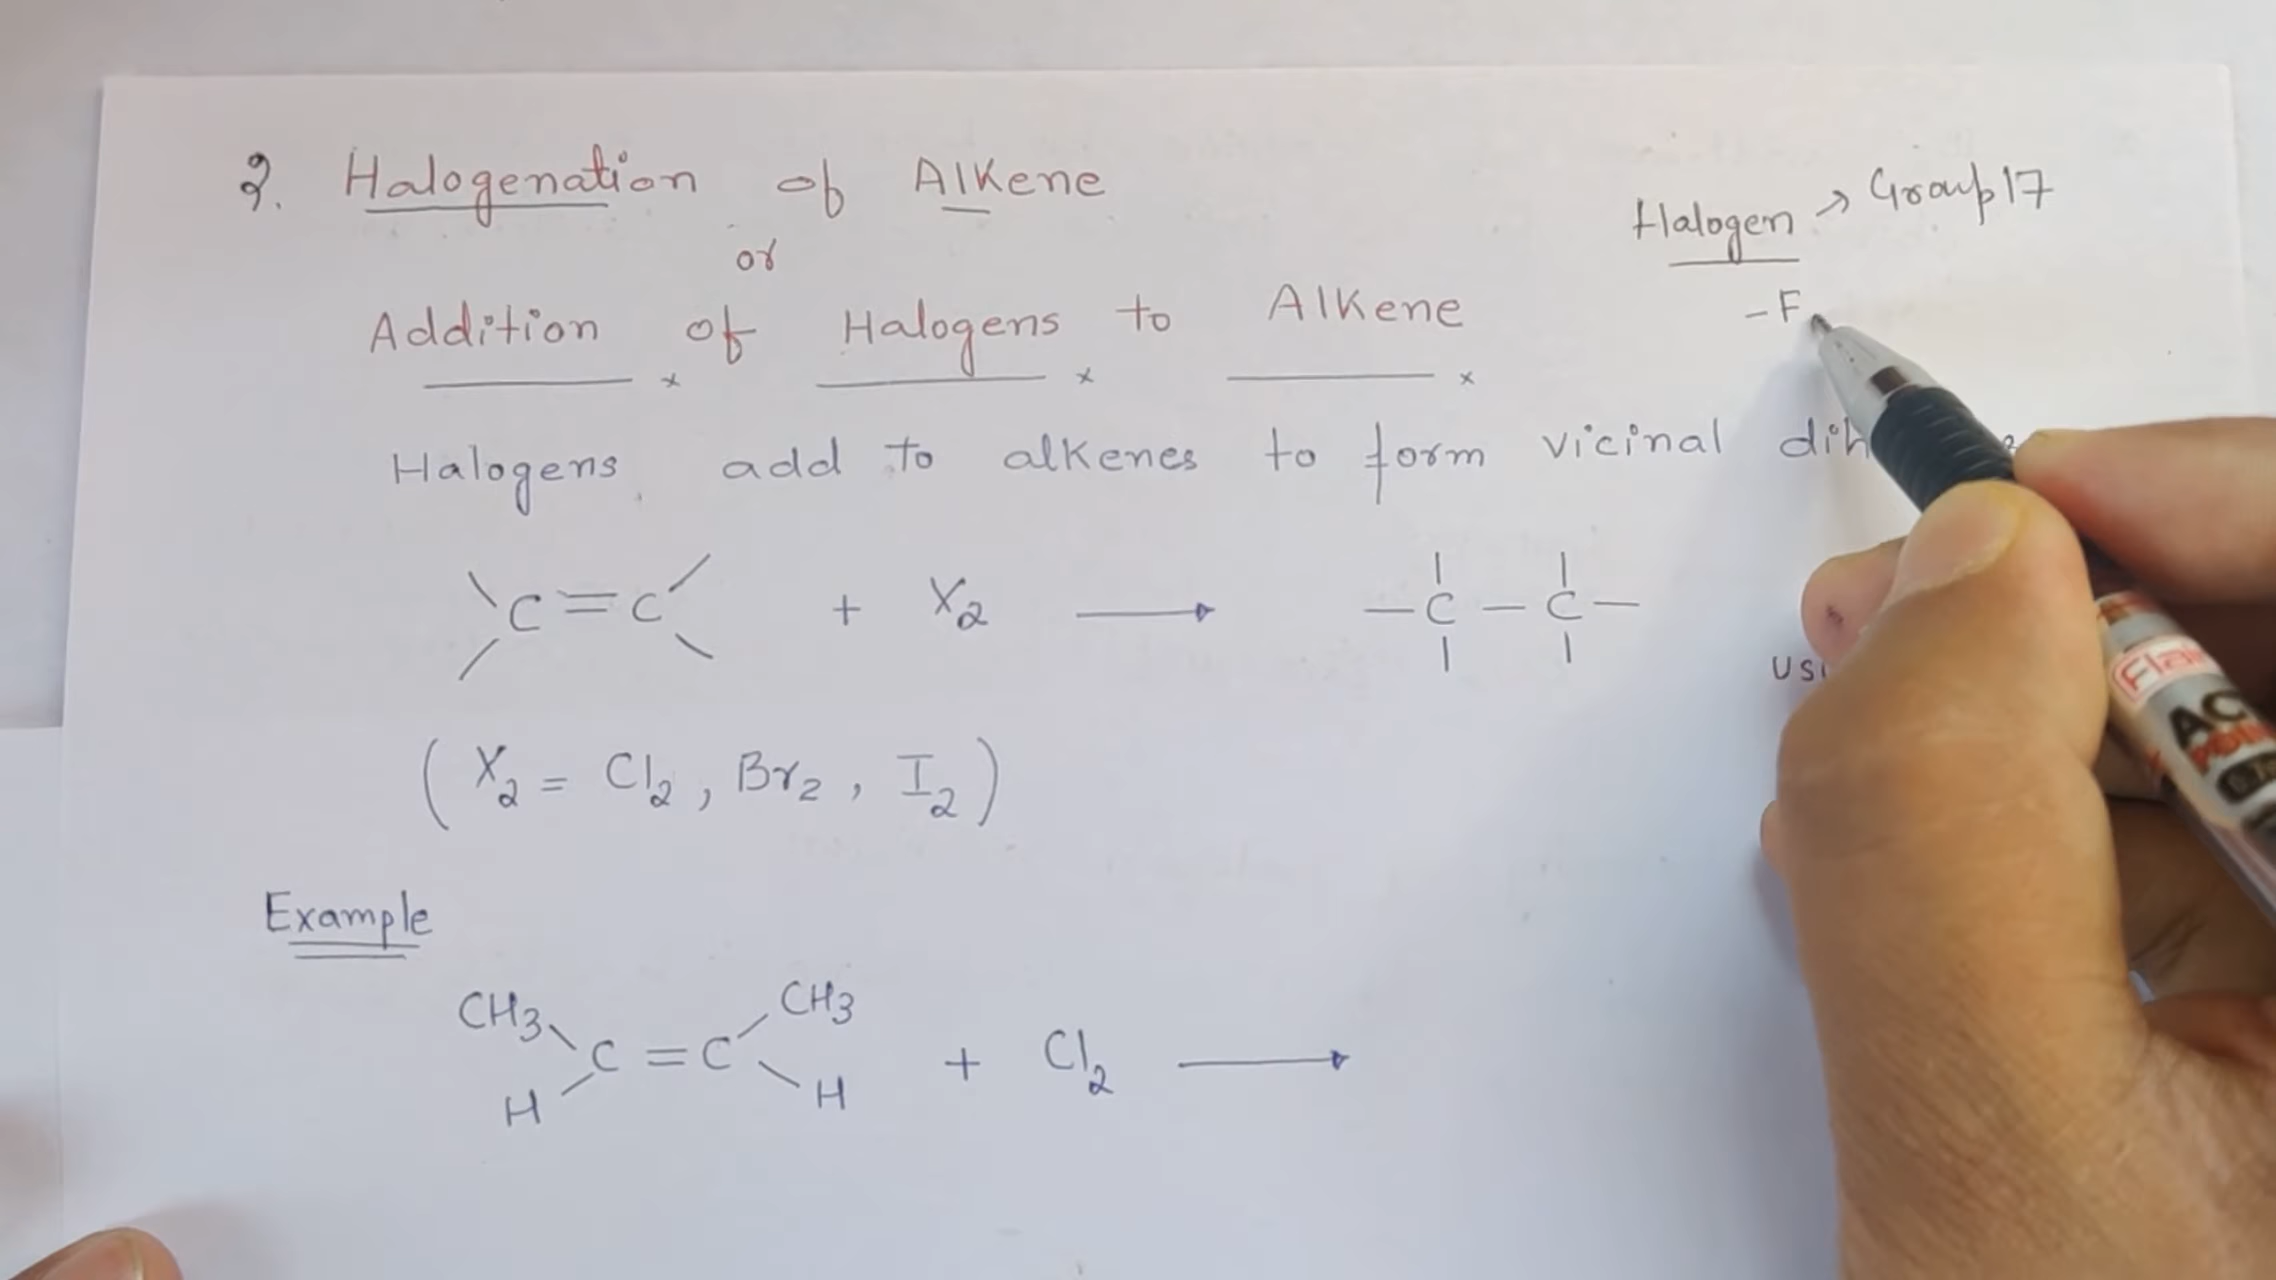 2. Halogenation of Alkene
or
Addition of Halogens to Alkene
Halogen → Group 17
– F
Halogens add to alkenes to form vicinal
C = C + X2 → – C – C –
(X2 = Cl2, Br2, I2)
Example
CH3 CH3
C = C + Cl2 →
H H